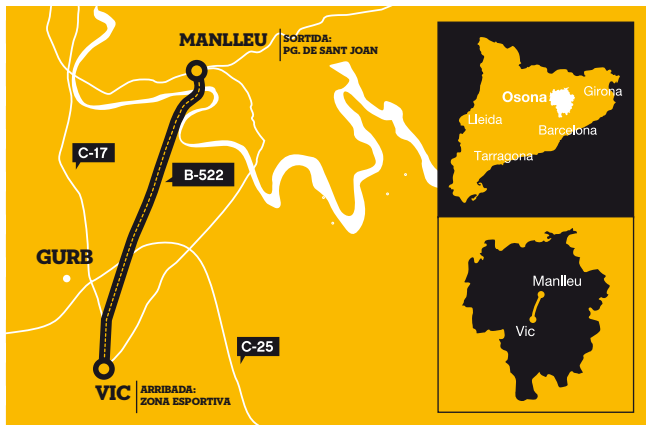 MANLLEU
SORTIDA:
PG. DE SANT JOAN
C-17
B-522
GURB
C-25
VIC
ARRIBADA:
ZONA ESPORTIVA
Osona
Girona
Lleida
Barcelona
Tarragona
Manlleu
Vic